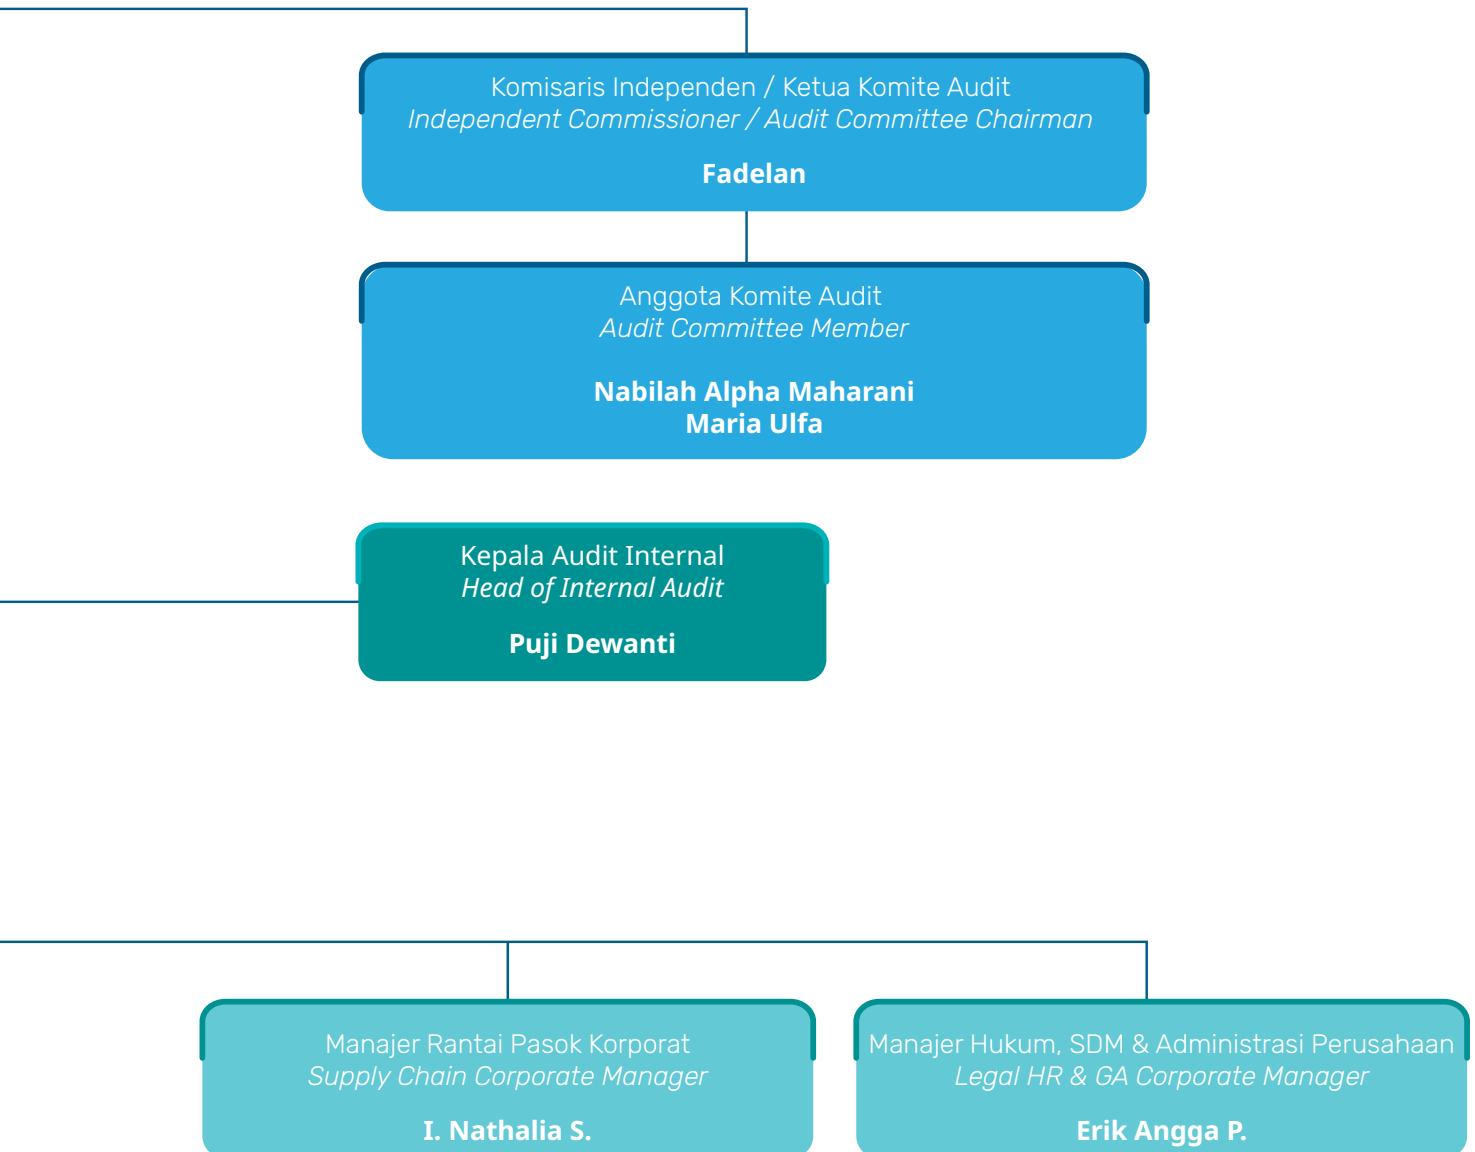 Komisaris Independen / Ketua Komite Audit
Independent Commissioner / Audit Committee Chairman
Fadelan
Anggota Komite Audit
Audit Committee Member
Nabilah Alpha Maharani
Maria Ulfa
Kepala Audit Internal
Head of Internal Audit
Puji Dewanti
Manajer Rantai Pasok Korporat
Supply Chain Corporate Manager
I. Nathalia S.
Manajer Hukum, SDM & Administrasi Perusahaan
Legal HR & GA Corporate Manager
Erik Angga P.